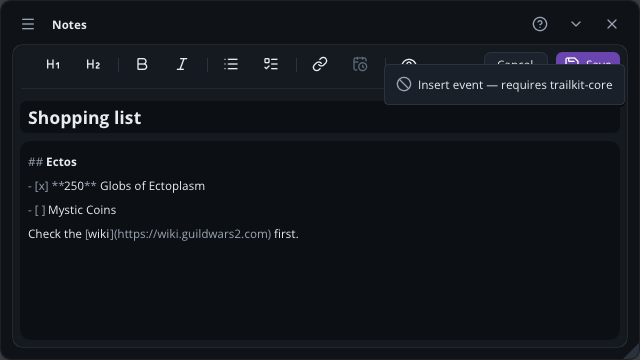 Notes
H1 H2 B I
Cancel Save
Insert event — requires trailkit-core
Shopping list
## Ectos
- [x] **250** Globs of Ectoplasm
- [ ] Mystic Coins
Check the [wiki](https://wiki.guildwars2.com) first.